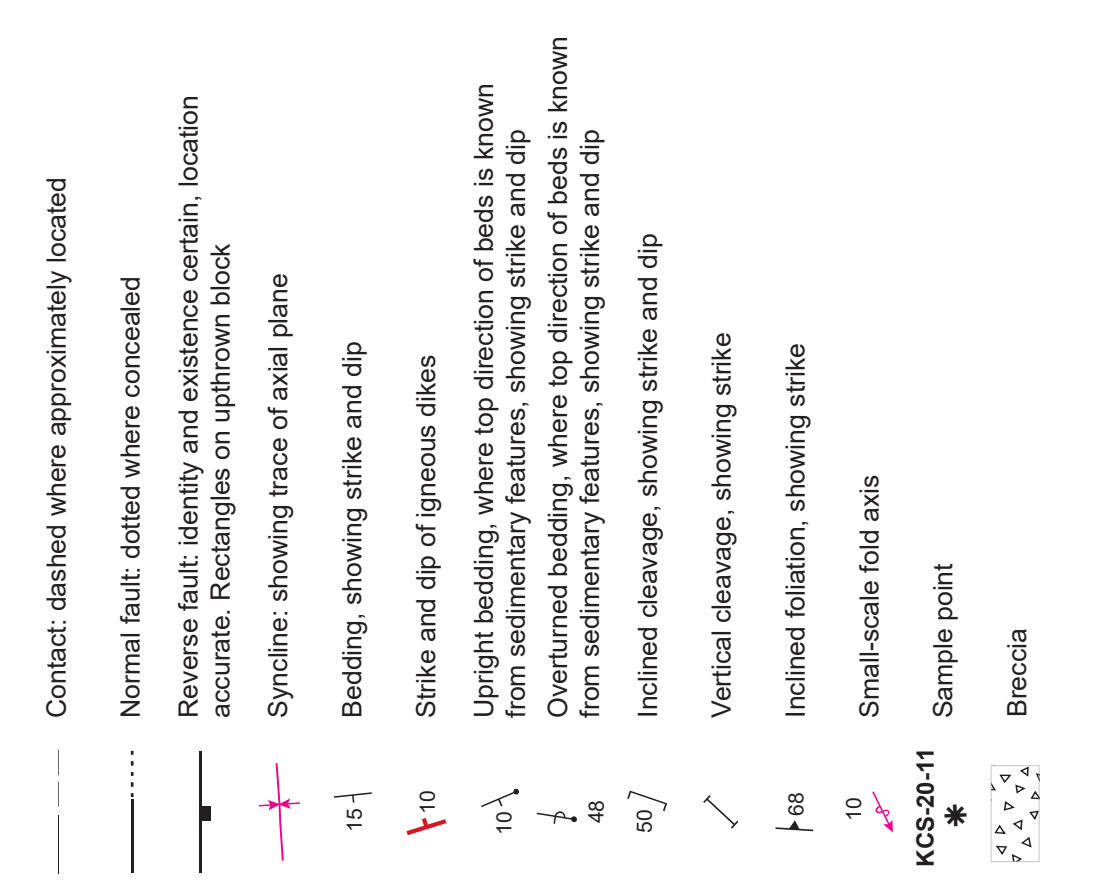 Contact: dashed where approximately located
Normal fault: dotted where concealed
Reverse fault: identity and existence certain, location
accurate. Rectangles on upthrown block
Syncline: showing trace of axial plane
15
Bedding, showing strike and dip
10
Strike and dip of igneous dikes
10
Upright bedding, where top direction of beds is known
from sedimentary features, showing strike and dip
48
Overturned bedding, where top direction of beds is known
from sedimentary features, showing strike and dip
50
Inclined cleavage, showing strike and dip
Vertical cleavage, showing strike
68
Inclined foliation, showing strike
10
Small-scale fold axis
KCS-20-11
Sample point
Breccia